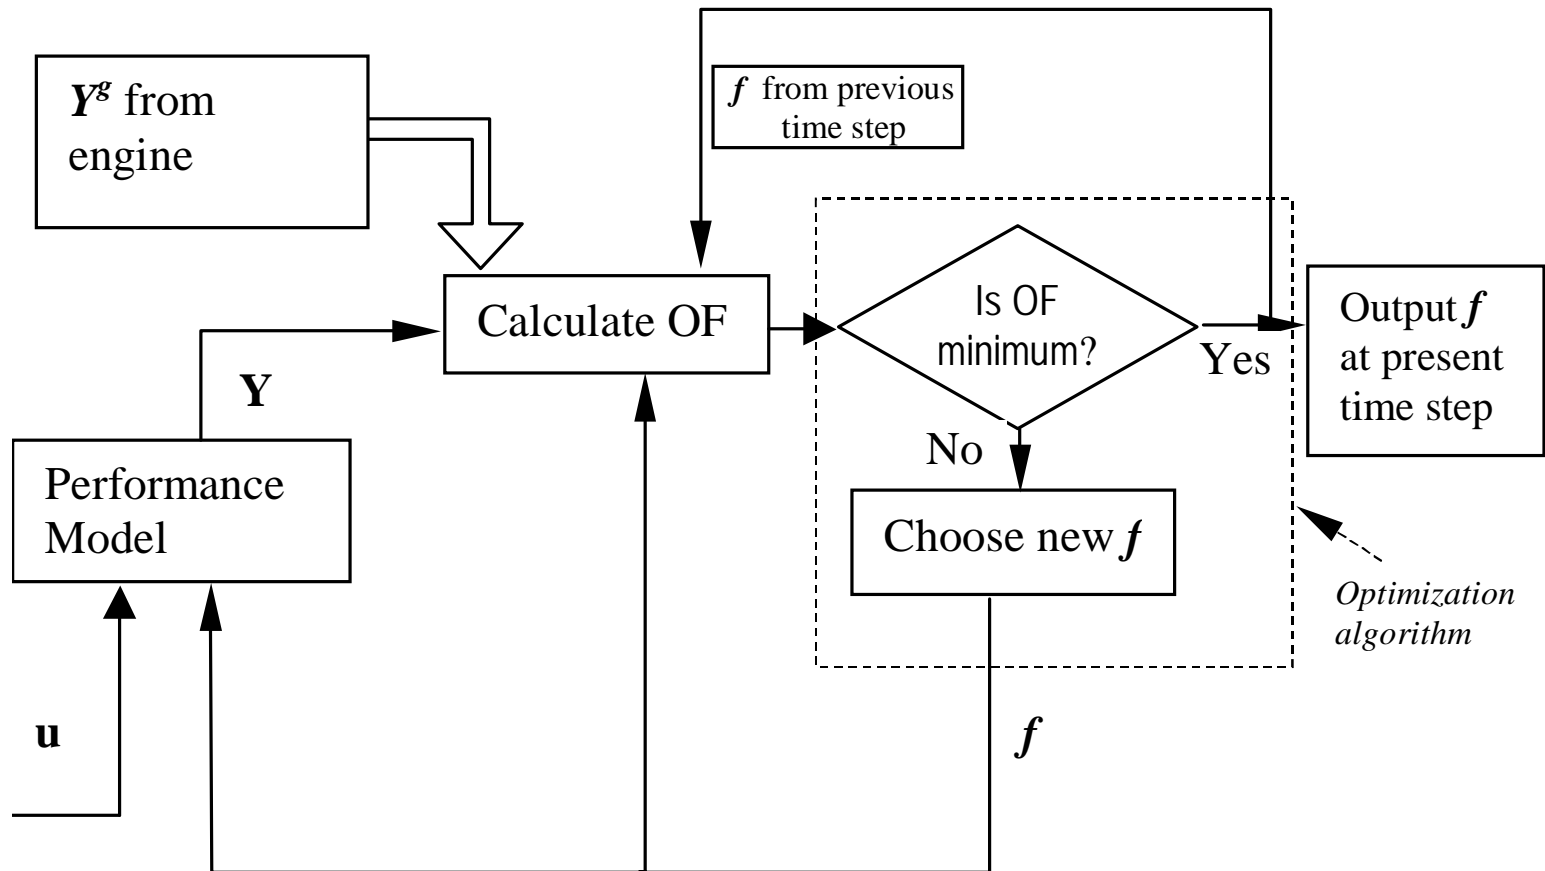 Yᵍ from
engine
f from previous
time step
Calculate OF
Is OF
minimum?
Yes
Output f
at present
time step
Y
No
Performance
Model
Choose new f
Optimization
algorithm
u
f